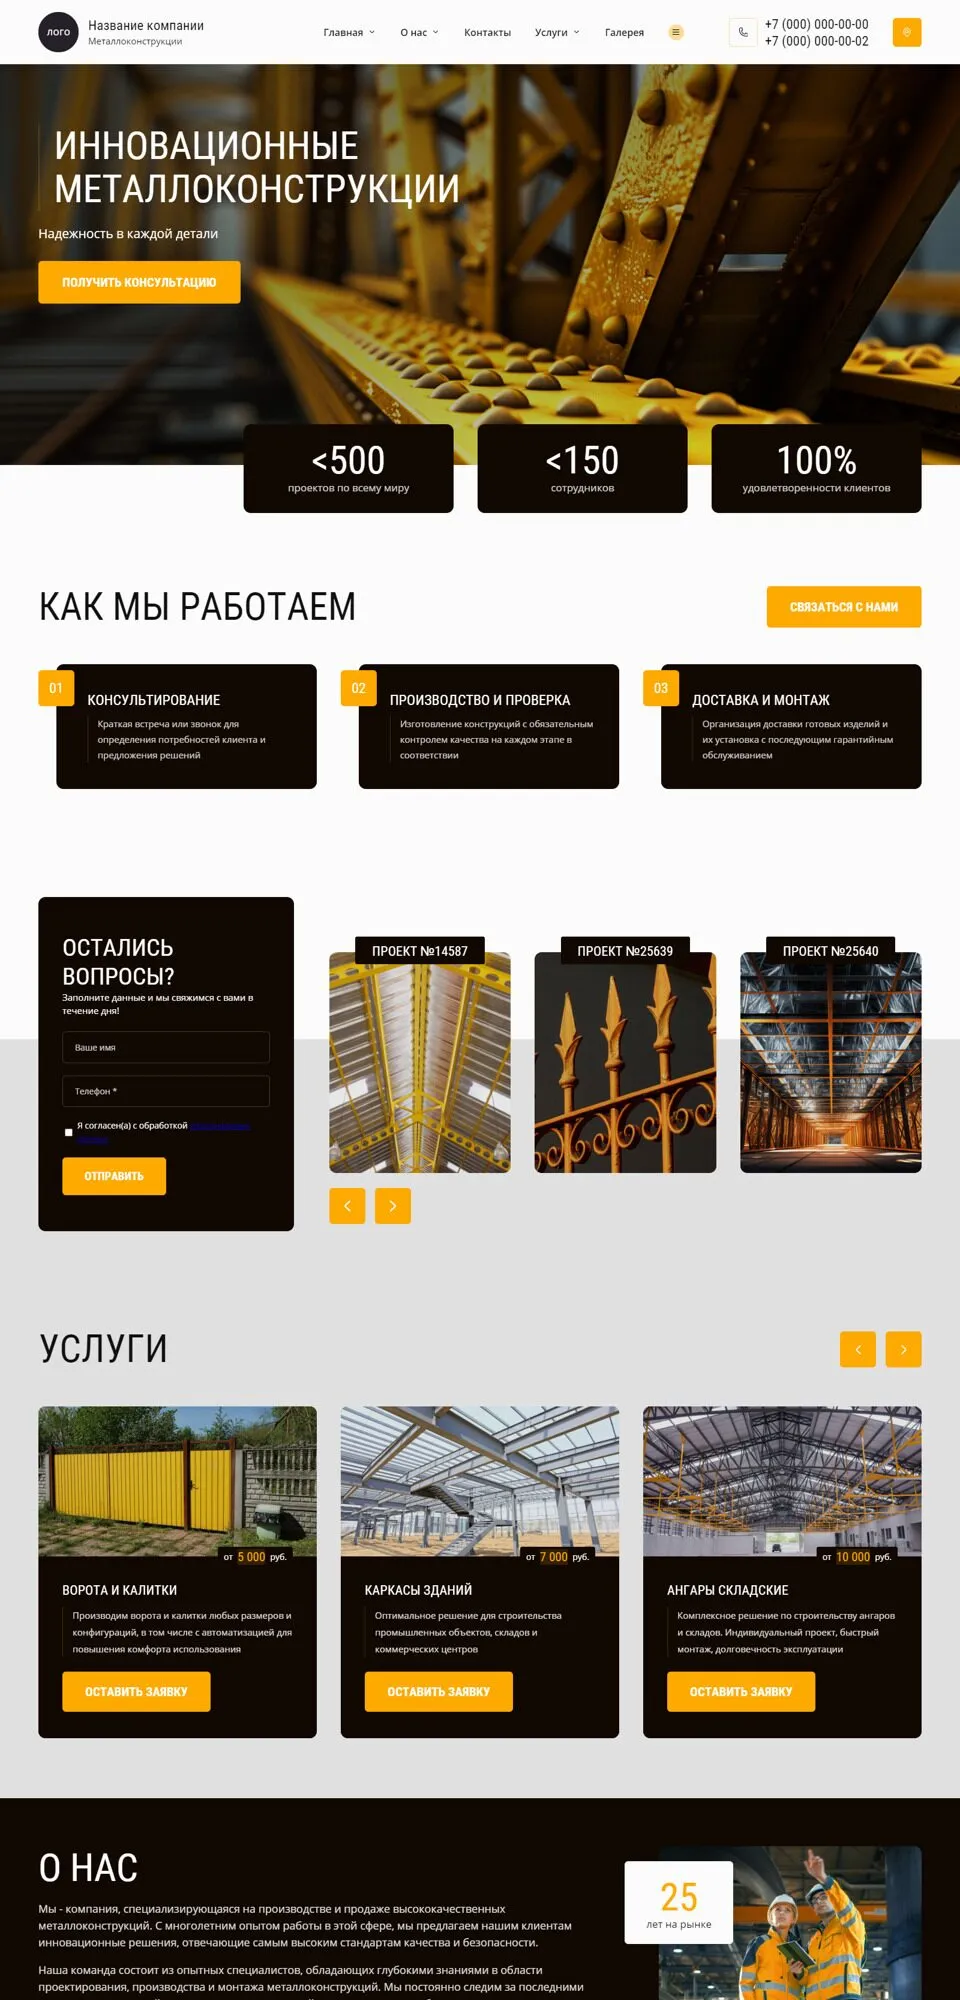 ЛОГО
Название компании
Металлоконструкции
Главная
О нас
Контакты
Услуги
Галерея
+7 (000) 000-00-00
+7 (000) 000-00-02
ИННОВАЦИОННЫЕ
МЕТАЛЛОКОНСТРУКЦИИ
Надежность в каждой детали
ПОЛУЧИТЬ КОНСУЛЬТАЦИЮ
<500
проектов по всему миру
<150
сотрудников
100%
удовлетворенности клиентов
КАК МЫ РАБОТАЕМ
СВЯЗАТЬСЯ С НАМИ
01
КОНСУЛЬТИРОВАНИЕ
Краткая встреча или звонок для
определения потребностей клиента и
предложения решений
02
ПРОИЗВОДСТВО И ПРОВЕРКА
Изготовление конструкций с обязательным
контролем качества на каждом этапе в
соответствии
03
ДОСТАВКА И МОНТАЖ
Организация доставки готовых изделий и
их установка с последующим гарантийным
обслуживанием
ОСТАЛИСЬ
ВОПРОСЫ?
Заполните данные и мы свяжимся с вами в
течение дня!
Ваше имя
Телефон *
Я согласен(а) с обработкой
ОТПРАВИТЬ
ПРОЕКТ №14587
ПРОЕКТ №25639
ПРОЕКТ №25640
УСЛУГИ
от 5 000 руб.
ВОРОТА И КАЛИТКИ
Производим ворота и калитки любых размеров и
конфигураций, в том числе с автоматизацией для
повышения комфорта использования
ОСТАВИТЬ ЗАЯВКУ
от 7 000 руб.
КАРКАСЫ ЗДАНИЙ
Оптимальное решение для строительства
промышленных объектов, складов и
коммерческих центров
ОСТАВИТЬ ЗАЯВКУ
от 10 000 руб.
АНГАРЫ СКЛАДСКИЕ
Комплексное решение по строительству ангаров
и складов. Индивидуальный проект, быстрый
монтаж, долговечность эксплуатации
ОСТАВИТЬ ЗАЯВКУ
О НАС
Мы - компания, специализирующаяся на производстве и продаже высококачественных
металлоконструкций. С многолетним опытом работы в этой сфере, мы предлагаем нашим клиентам
инновационные решения, отвечающие самым высоким стандартам качества и безопасности.
Наша команда состоит из опытных специалистов, обладающих глубокими знаниями в области
проектирования, производства и монтажа металлоконструкций. Мы постоянно следим за последними
25
лет на рынке